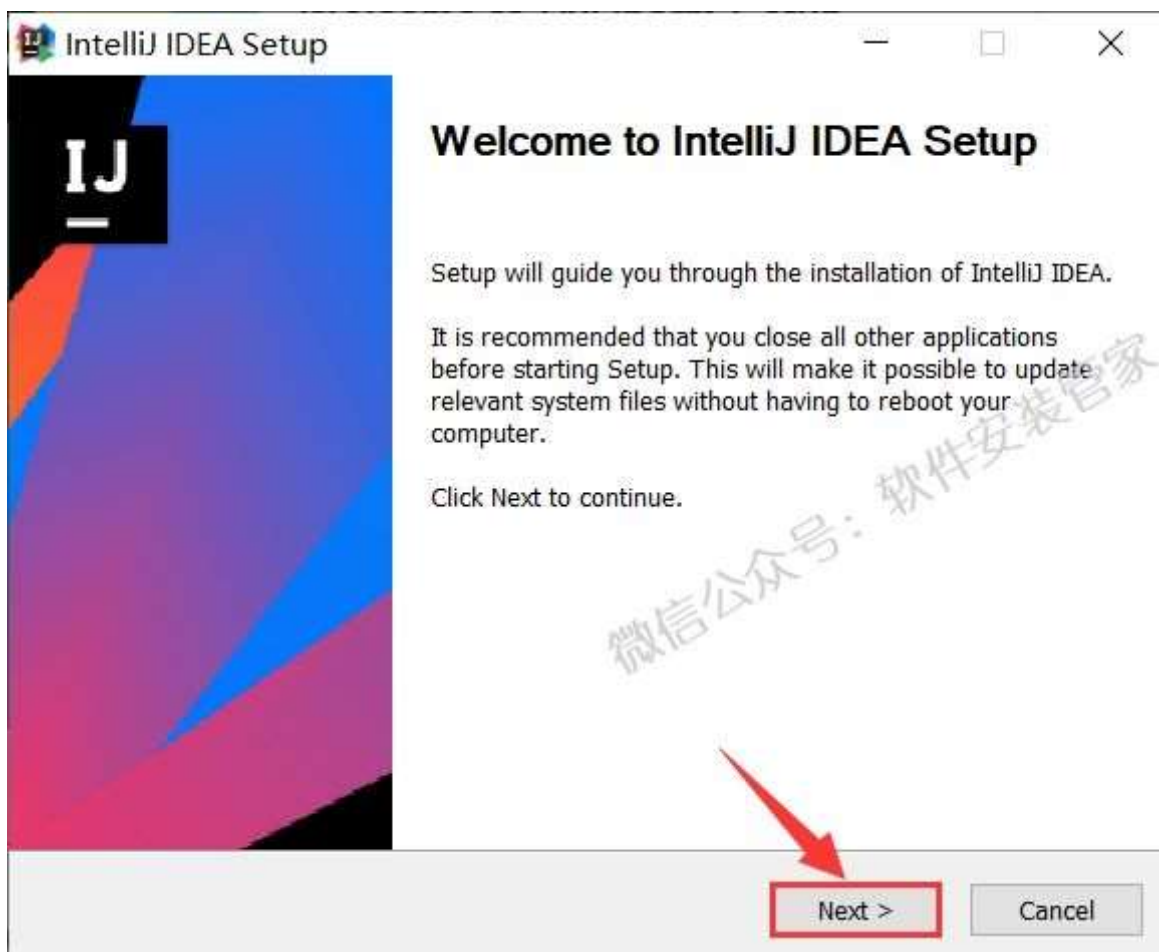 IntelliJ IDEA Setup
IJ
Welcome to IntelliJ IDEA Setup
Setup will guide you through the installation of IntelliJ IDEA.
It is recommended that you close all other applications
before starting Setup. This will make it possible to update
relevant system files without having to reboot your
computer.
Click Next to continue.
微信公众号：软件安装管家
Next >
Cancel